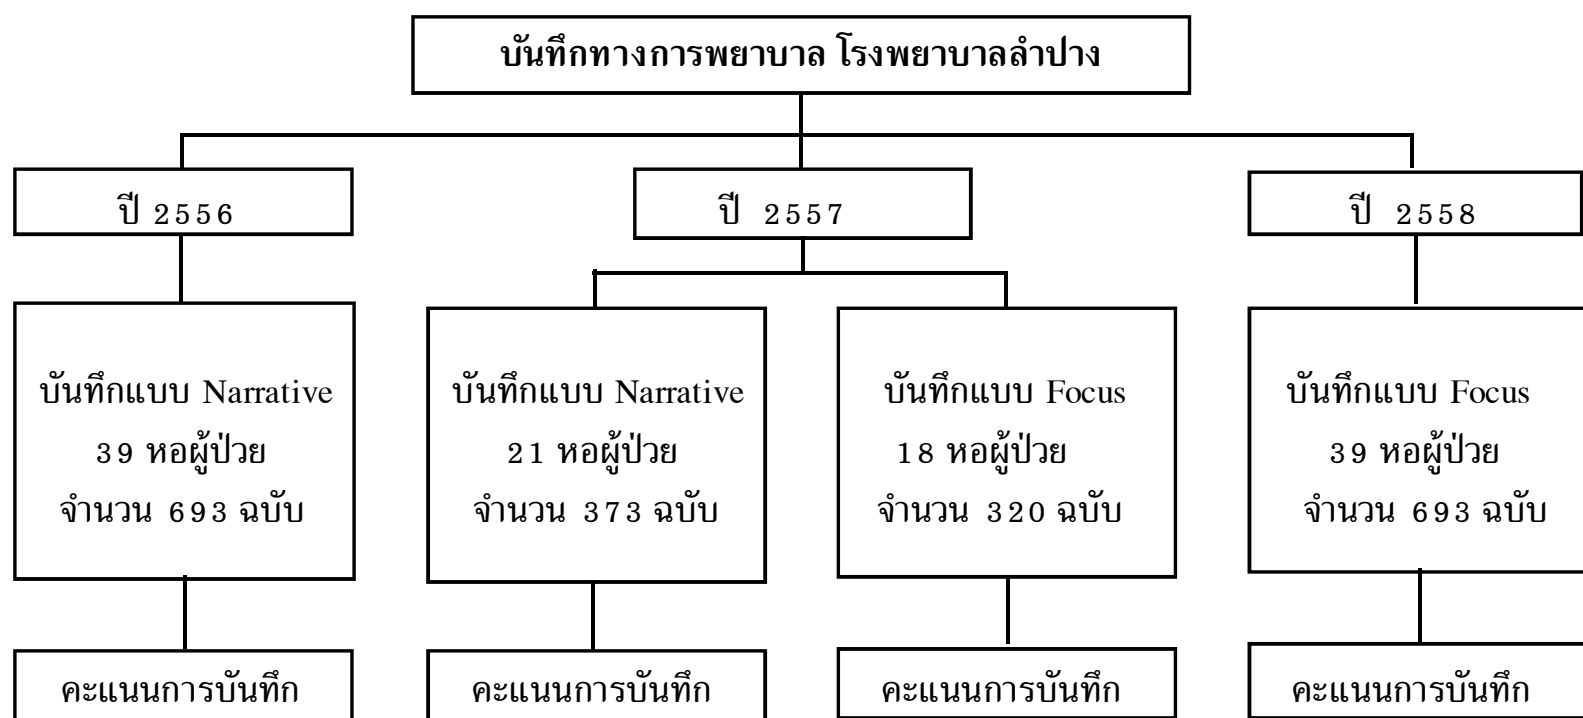 บันทึกทางการพยาบาล โรงพยาบาลลำปาง
ปี 2556
ปี 2557
ปี 2558
บันทึกแบบ Narrative
39 หอผู้ป่วย
จำนวน 693 ฉบับ
บันทึกแบบ Narrative
21 หอผู้ป่วย
จำนวน 373 ฉบับ
บันทึกแบบ Focus
18 หอผู้ป่วย
จำนวน 320 ฉบับ
บันทึกแบบ Focus
39 หอผู้ป่วย
จำนวน 693 ฉบับ
คะแนนการบันทึก
คะแนนการบันทึก
คะแนนการบันทึก
คะแนนการบันทึก